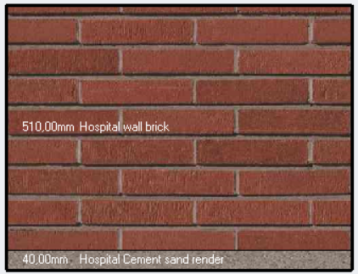 510,00mm Hospital wall brick
40,00mm Hospital Cement sand render